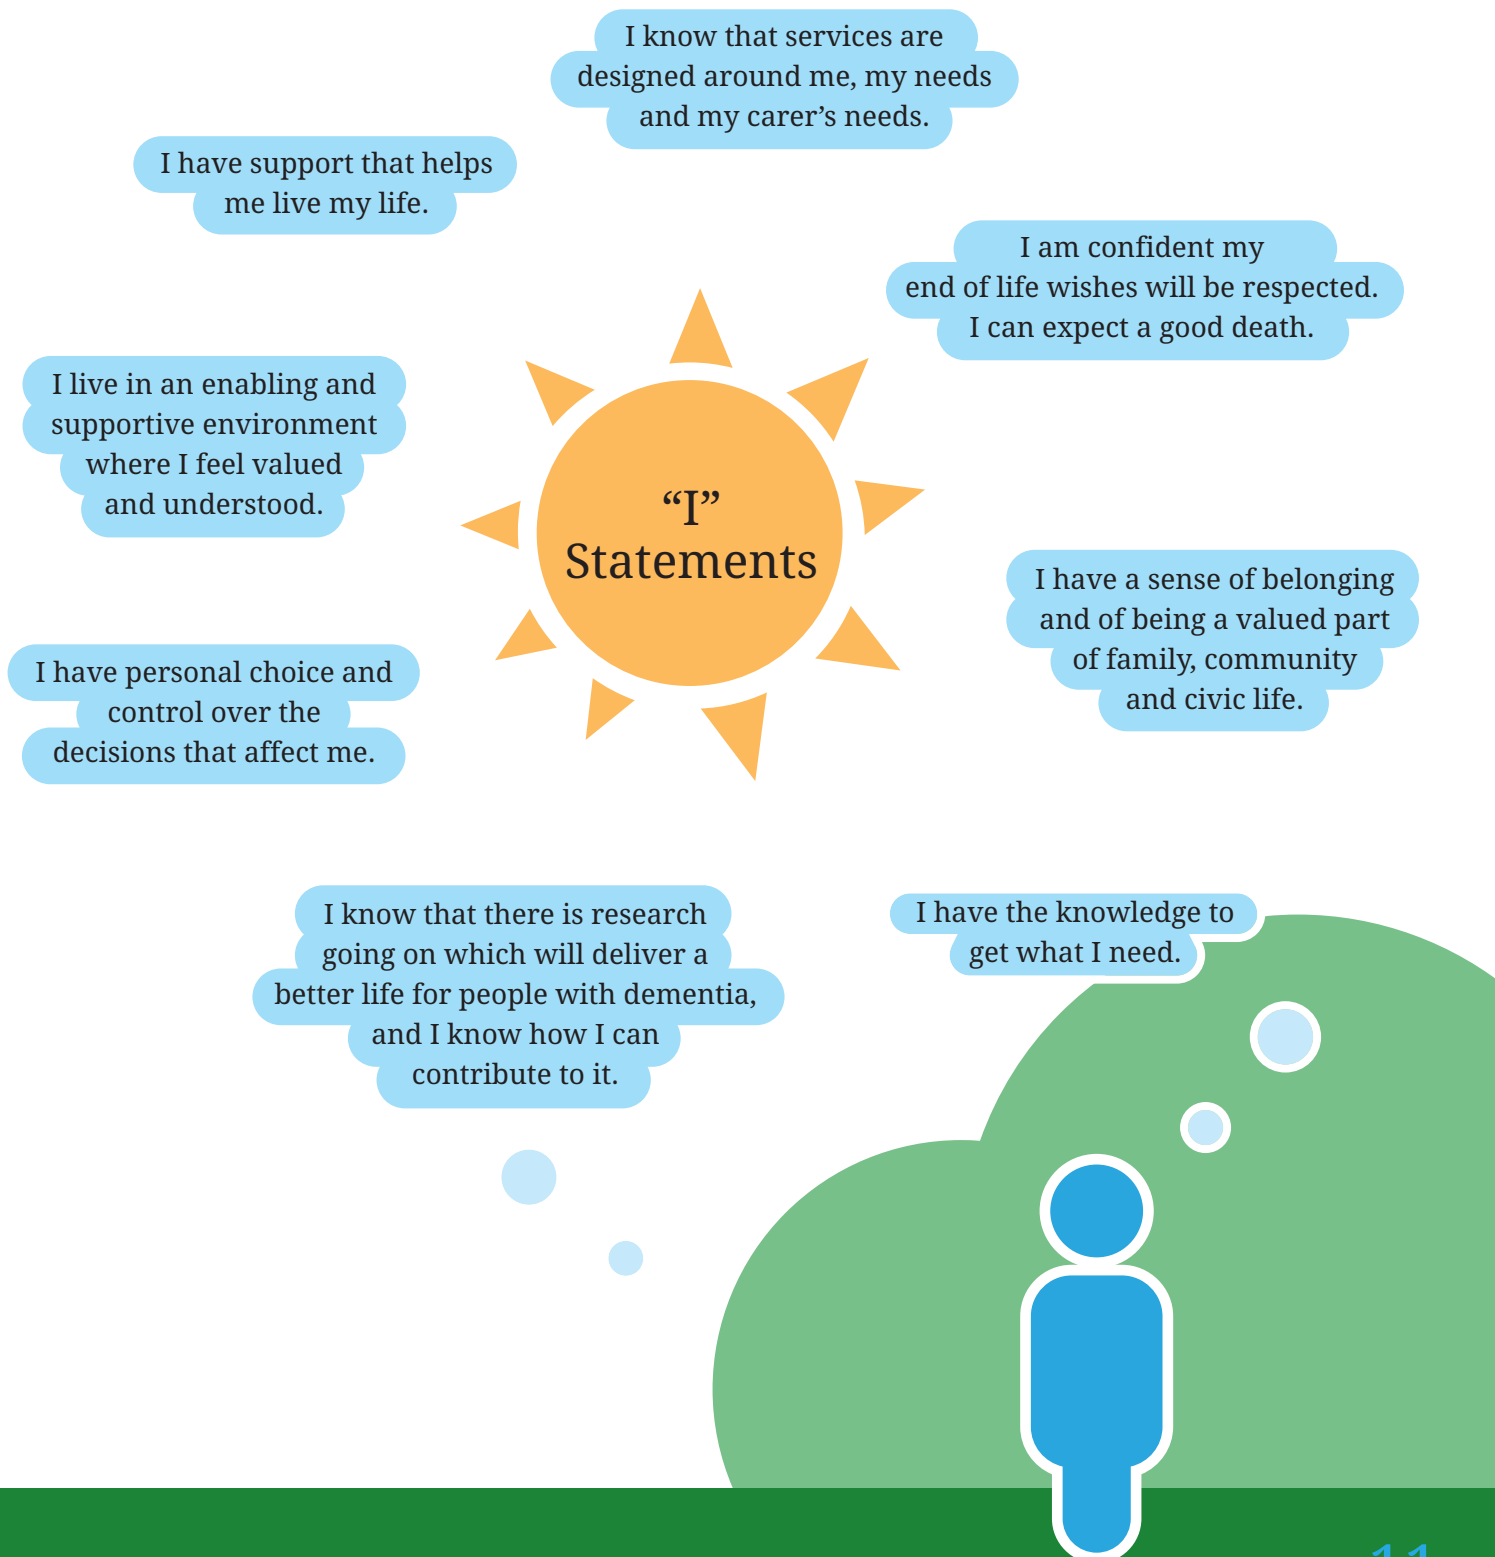 I know that services are
designed around me, my needs
and my carer’s needs.
I have support that helps
me live my life.
I am confident my
end of life wishes will be respected.
I can expect a good death.
I live in an enabling and
supportive environment
where I feel valued
and understood.
“I”
Statements
I have a sense of belonging
and of being a valued part
of family, community
and civic life.
I have personal choice and
control over the
decisions that affect me.
I know that there is research
going on which will deliver a
better life for people with dementia,
and I know how I can
contribute to it.
I have the knowledge to
get what I need.
11